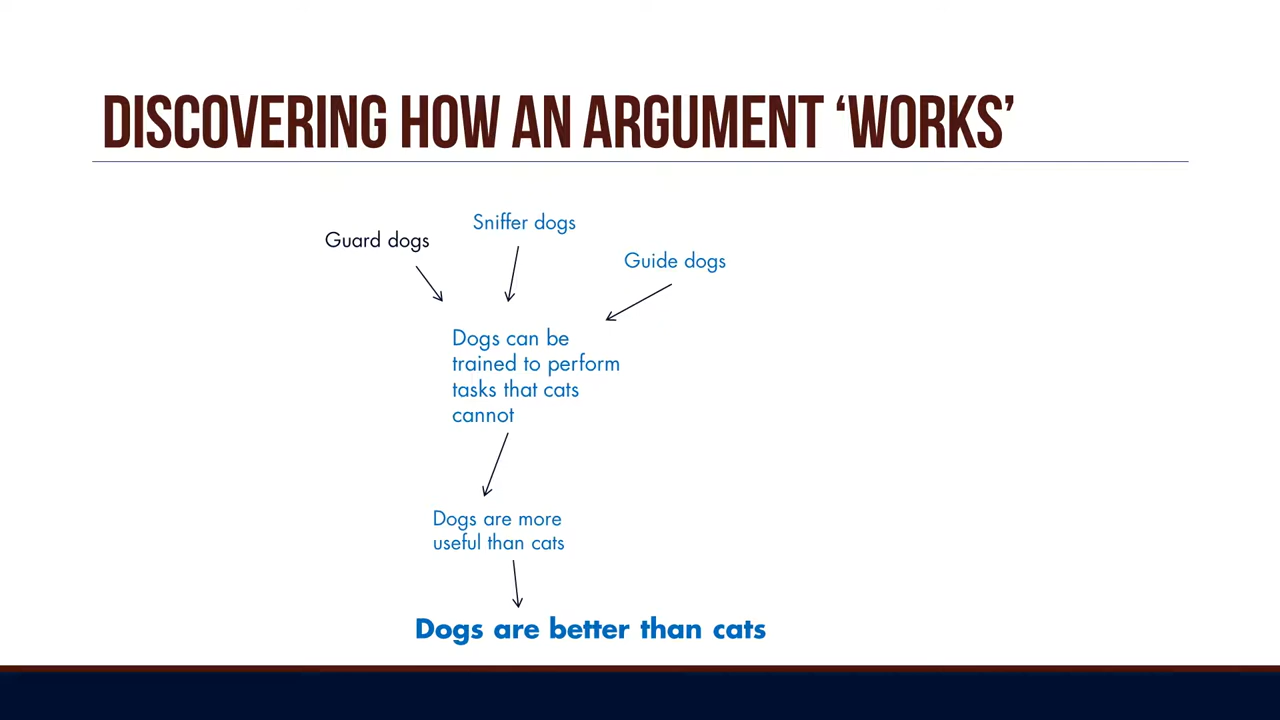 DISCOVERING HOW AN ARGUMENT ‘WORKS’
Sniffer dogs
Guard dogs
Guide dogs
Dogs can be
trained to perform
tasks that cats
cannot
Dogs are more
useful than cats
Dogs are better than cats